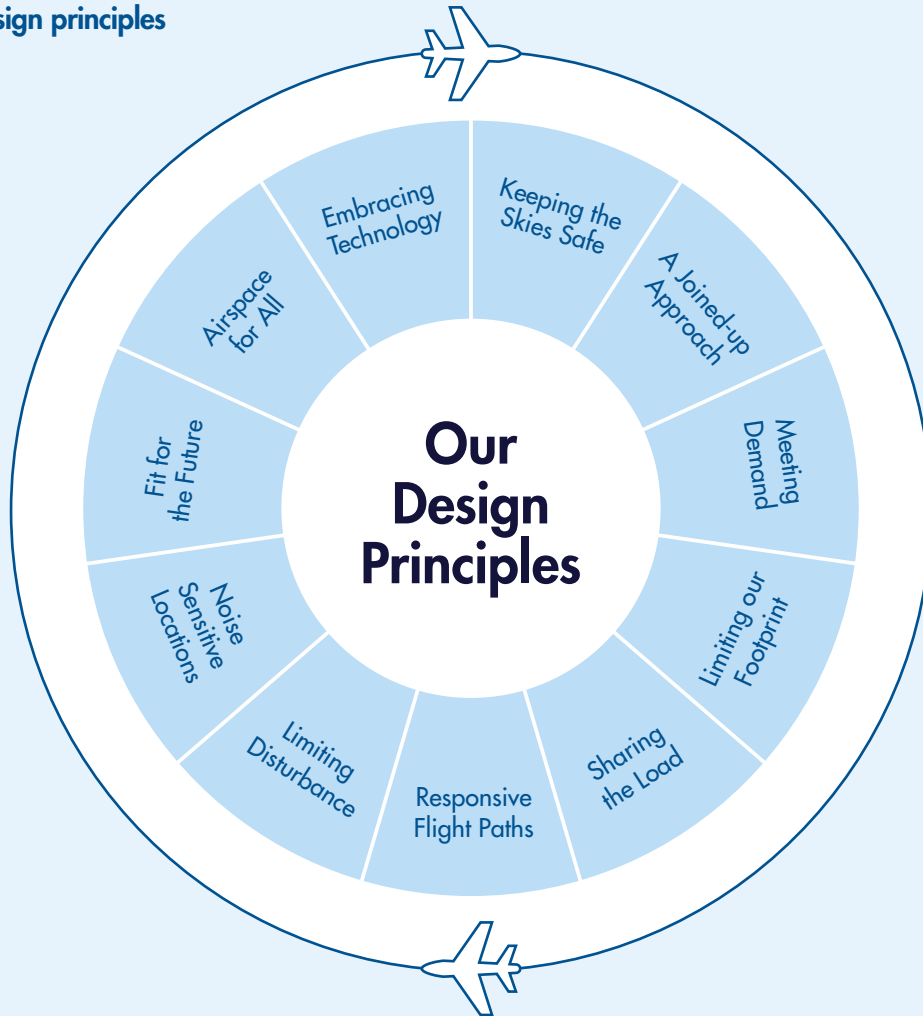 sign principles
Embracing
Technology
Keeping the
Skies Safe
A Joined-up
Approach
Meeting
Demand
Limiting our
Footprint
Sharing
the Load
Responsive
Flight Paths
Limiting
Disturbance
Noise
Sensitive
Locations
Fit for
the Future
Airspace
for All
Our
Design
Principles